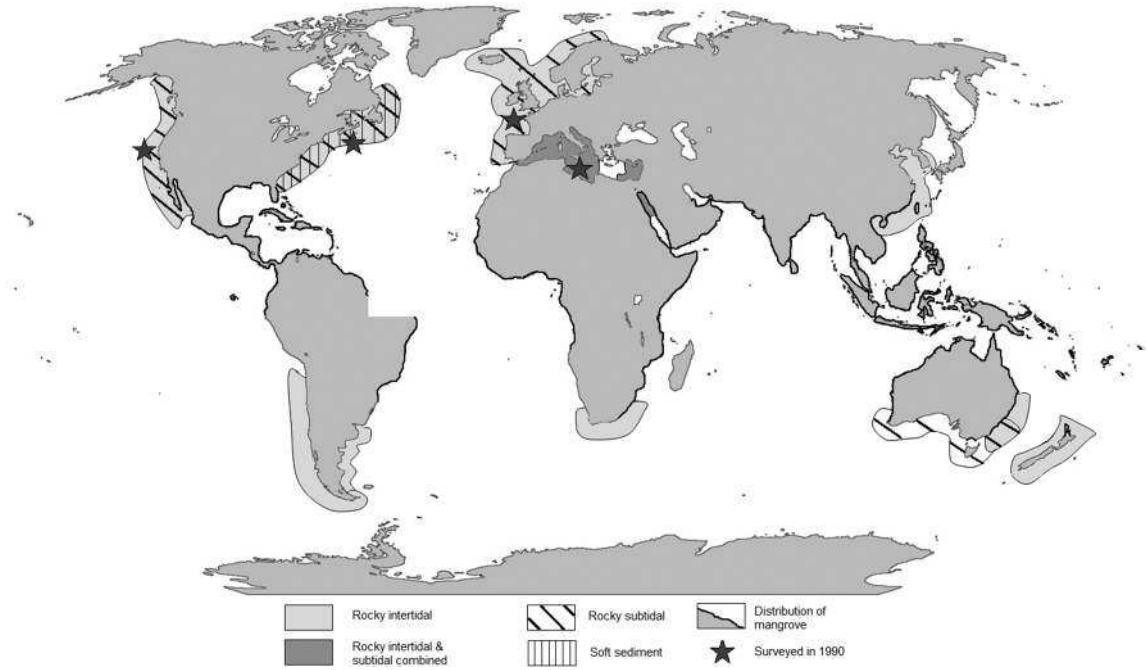 Rocky intertidal
Rocky subtidal
Distribution of
mangrove
Rocky intertidal &
subtidal combined
Soft sediment
Surveyed in 1990